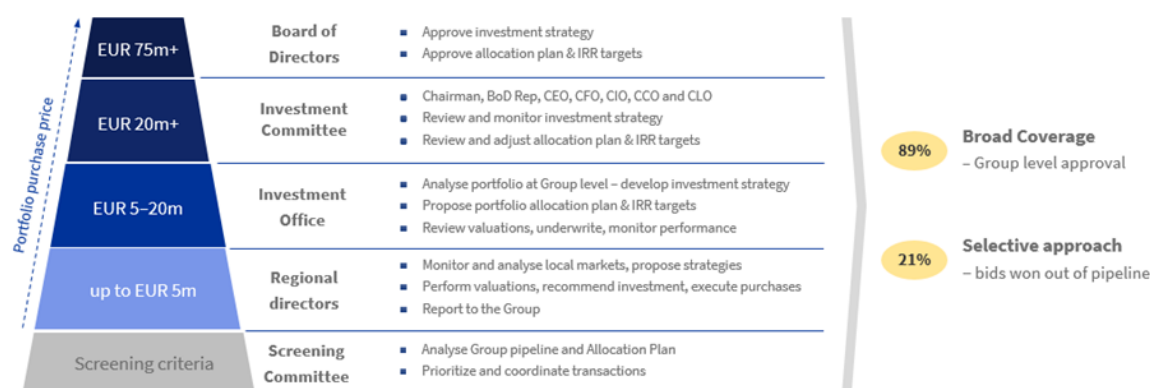 Portfolio purchase price
EUR 75m+
Board of
Directors
Approve investment strategy
Approve allocation plan & IRR targets
EUR 20m+
Investment
Committee
Chairman, BoD Rep, CEO, CFO, CIO, CCO and CLO
Review and monitor investment strategy
Review and adjust allocation plan & IRR targets
EUR 5–20m
Investment
Office
Analyse portfolio at Group level – develop investment strategy
Propose portfolio allocation plan & IRR targets
Review valuations, underwrite, monitor performance
up to EUR 5m
Regional
directors
Monitor and analyse local markets, propose strategies
Perform valuations, recommend investment, execute purchases
Report to the Group
Screening criteria
Screening
Committee
Analyse Group pipeline and Allocation Plan
Prioritize and coordinate transactions
89%
Broad Coverage
– Group level approval
21%
Selective approach
– bids won out of pipeline